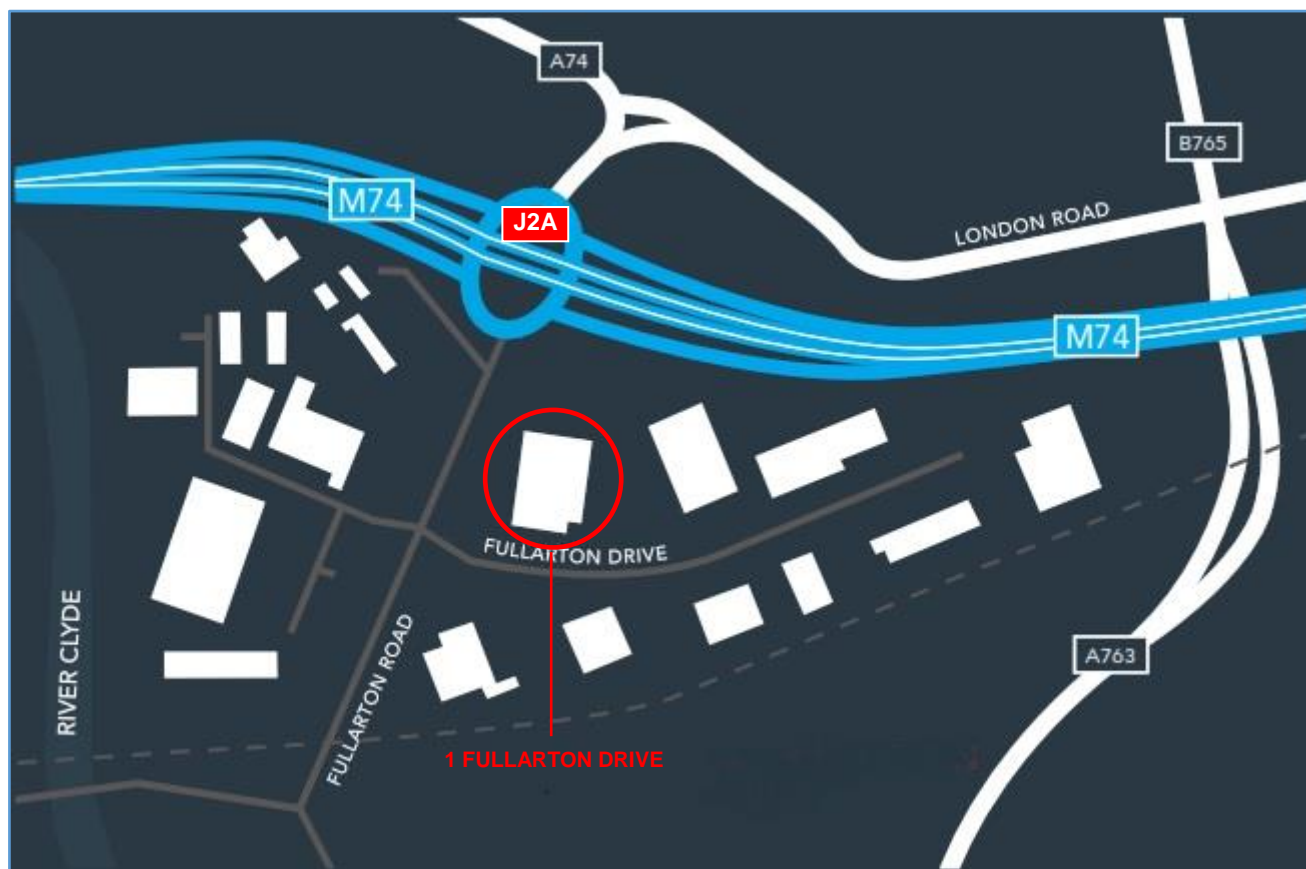 A74
B765
M74
J2A
LONDON ROAD
M74
FULLARTON DRIVE
RIVER CLYDE
FULLARTON ROAD
A763
1 FULLARTON DRIVE